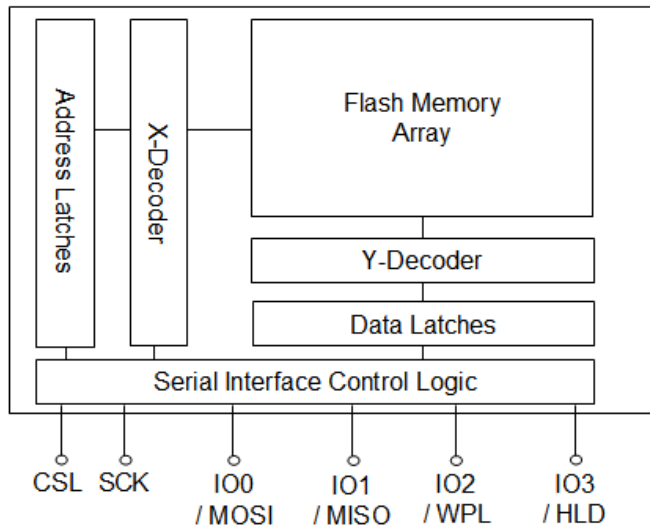 Address Latches
X-Decoder
Flash Memory
Array
Y-Decoder
Data Latches
Serial Interface Control Logic
CSL
SCK
IO0
/ MOSI
IO1
/ MISO
IO2
/ WPL
IO3
/ HLD